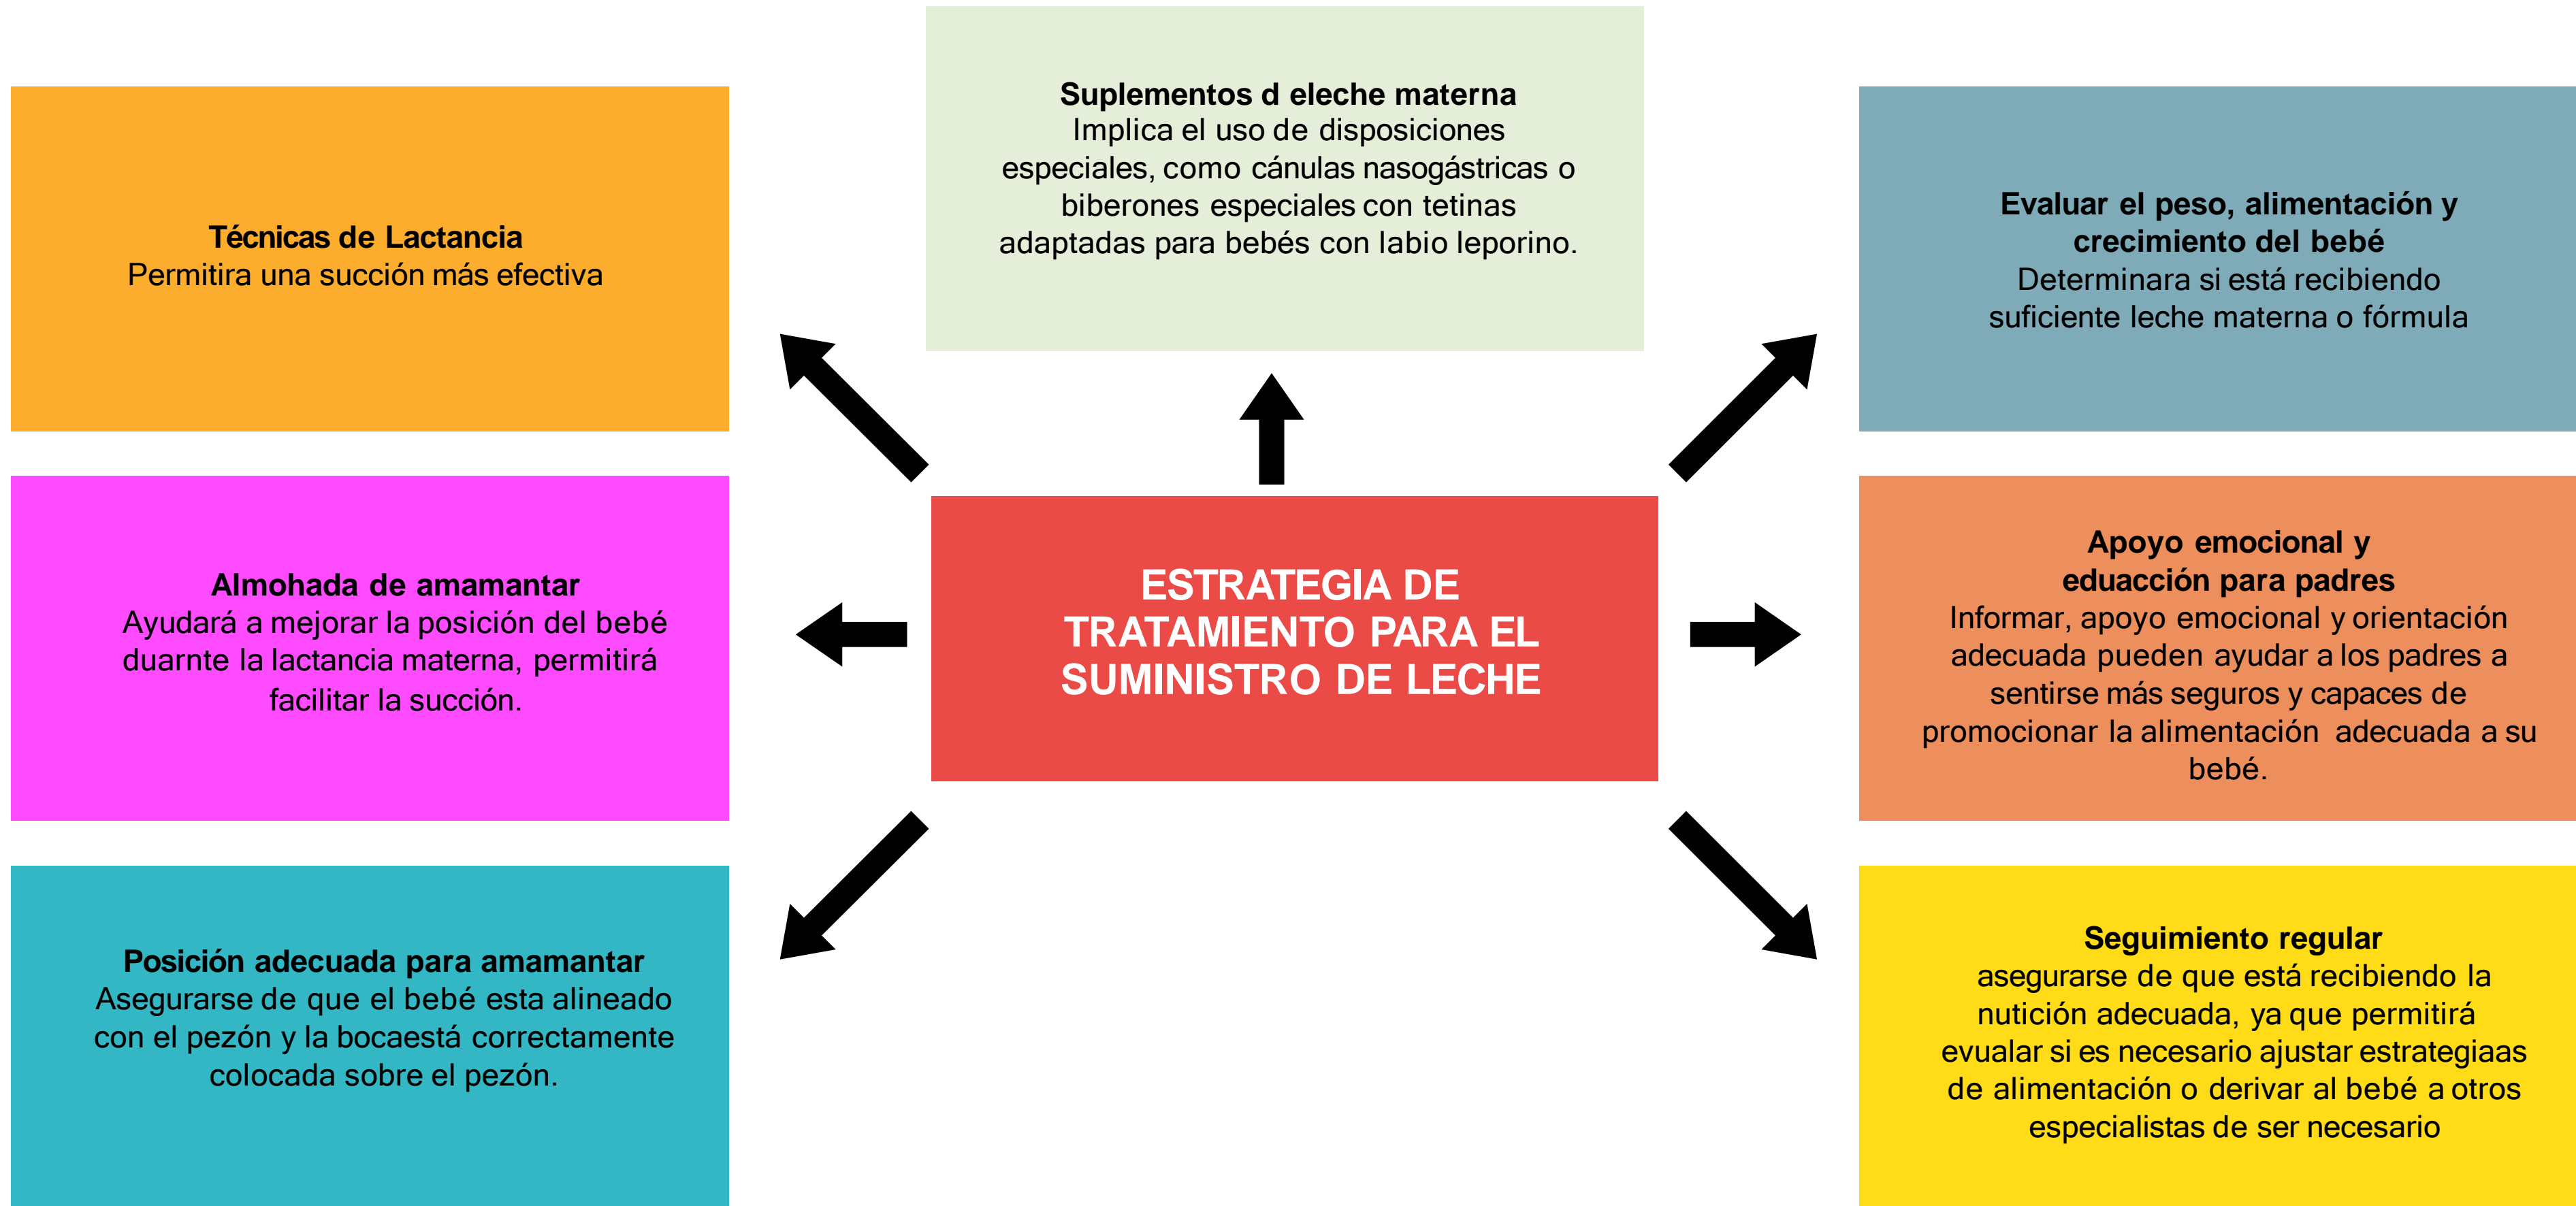 Suplementos d eleche materna
Implica el uso de disposiciones
especiales, como cánulas nasogástricas o
biberones especiales con tetinas
adaptadas para bebés con labio leporino.
Técnicas de Lactancia
Permitira una succión más efectiva
Evaluar el peso, alimentación y
crecimiento del bebé
Determinara si está recibiendo
suficiente leche materna o fórmula
Almohada de amamantar
Ayudará a mejorar la posición del bebé
duarnte la lactancia materna, permitirá
facilitar la succión.
ESTRATEGIA DE
TRATAMIENTO PARA EL
SUMINISTRO DE LECHE
Apoyo emocional y
eduacción para padres
Informar, apoyo emocional y orientación
adecuada pueden ayudar a los padres a
sentirse más seguros y capaces de
promocionar la alimentación adecuada a su
bebé.
Posición adecuada para amamantar
Asegurarse de que el bebé esta alineado
con el pezón y la bocaestá correctamente
colocada sobre el pezón.
Seguimiento regular
asegurarse de que está recibiendo la
nutición adecuada, ya que permitirá
evualar si es necesario ajustar estrategiaas
de alimentación o derivar al bebé a otros
especialistas de ser necesario